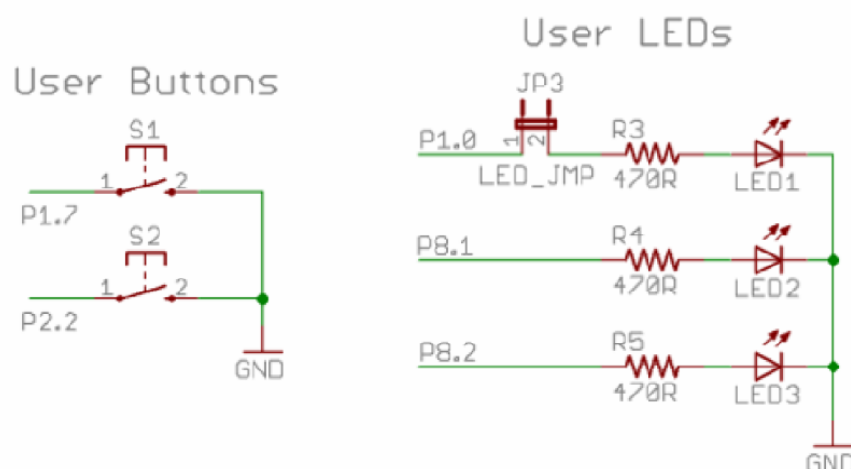 User Buttons
S1
1 2
P1.7
S2
1 2
P2.2
GND
User LEDs
JP3
P1.0
1
2
LED_JMP
R3
470R
LED1
P8.1
R4
470R
LED2
P8.2
R5
470R
LED3
GND